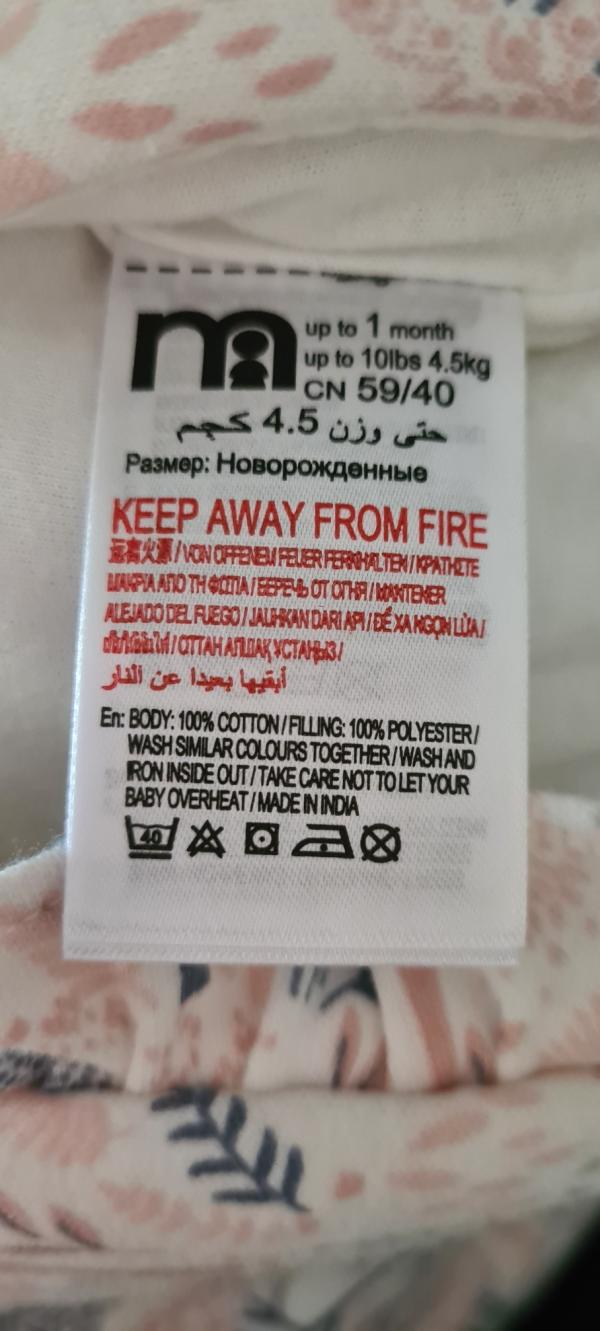 up to 1 month
up to 10lbs 4.5kg
CN 59/40
حتى وزن 4.5 كجم
Размер: Новорожденные
KEEP AWAY FROM FIRE
远离火源 / VON OFFENEM FEUER FERNHALTEN / ΚΡΑΤΗΣΤΕ
ΜΑΚΡΙΑ ΑΠΟ ΤΗ ΦΩΤΙΑ / БЕРЕЧЬ ОТ ОГНЯ / MANTENER
ALEJADO DEL FUEGO / JAUHKAN DARI API / ĐỂ XA NGỌN LỬA /
/ ОТТАН АЛШАҚ ҰСТАҢЫЗ /
أبقيها بعيدا عن النار
En: BODY: 100% COTTON / FILLING: 100% POLYESTER /
WASH SIMILAR COLOURS TOGETHER / WASH AND
IRON INSIDE OUT / TAKE CARE NOT TO LET YOUR
BABY OVERHEAT / MADE IN INDIA
40